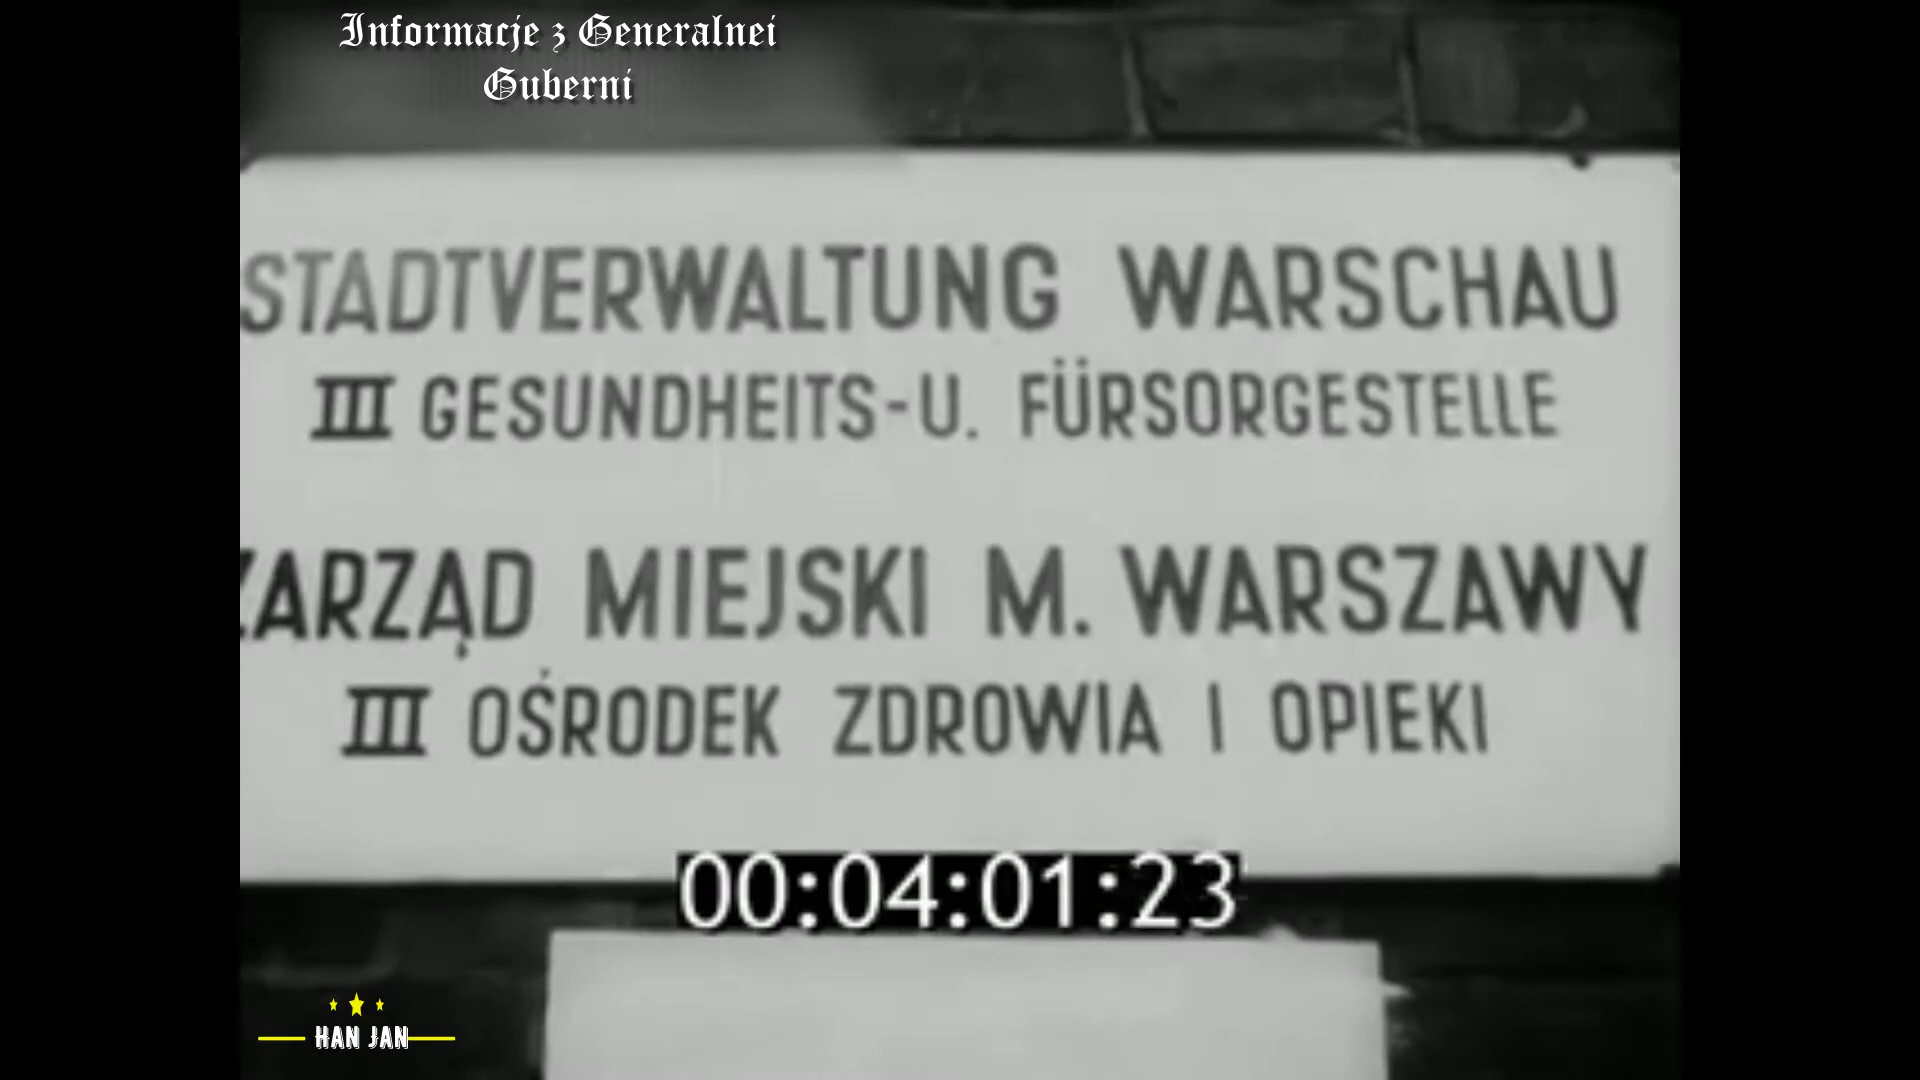 Informacje z Generalnei
Guberni
STADTVERWALTUNG WARSCHAU
III GESUNDHEITS-U. FÜRSORGESTELLE
ZARZĄD MIEJSKI M. WARSZAWY
III OŚRODEK ZDROWIA I OPIEKI
00:04:01:23
HAN JAN